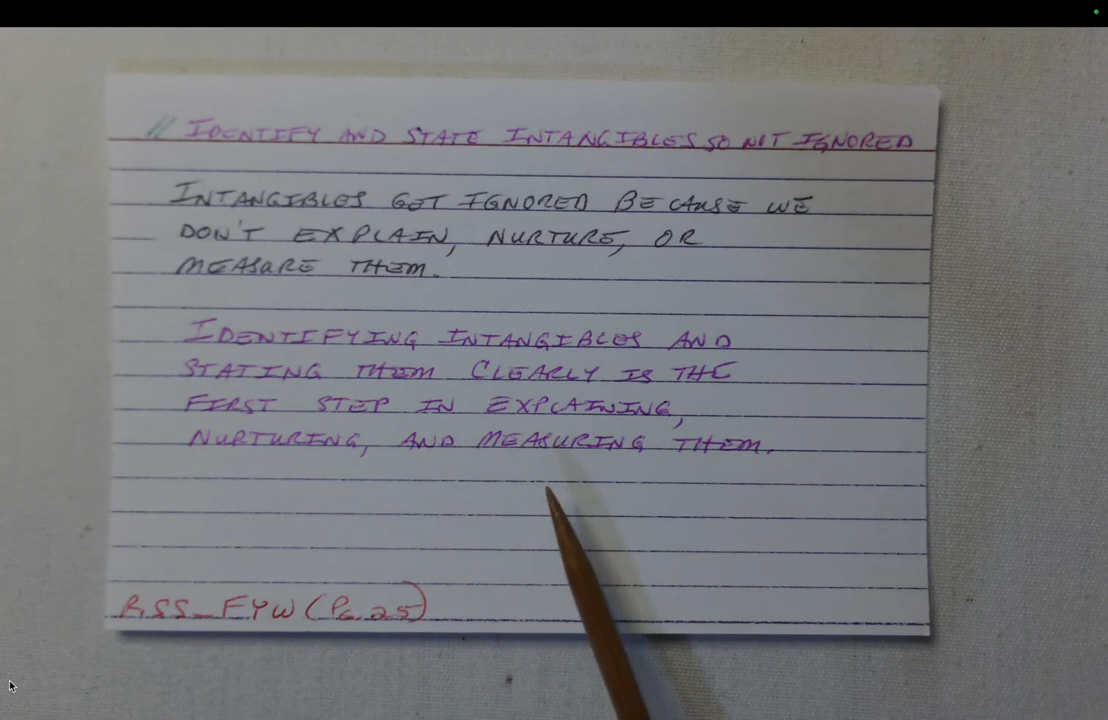 // IDENTIFY AND STATE INTANGIBLES SO NOT IGNORED
INTANGIBLES GET IGNORED BECAUSE WE
DON'T EXPLAIN, NURTURE, OR
MEASURE THEM.
IDENTIFYING INTANGIBLES AND
STATING THEM CLEARLY IS THE
FIRST STEP IN EXPLAINING,
NURTURING, AND MEASURING THEM.
R.SS_FYW (PG.25)